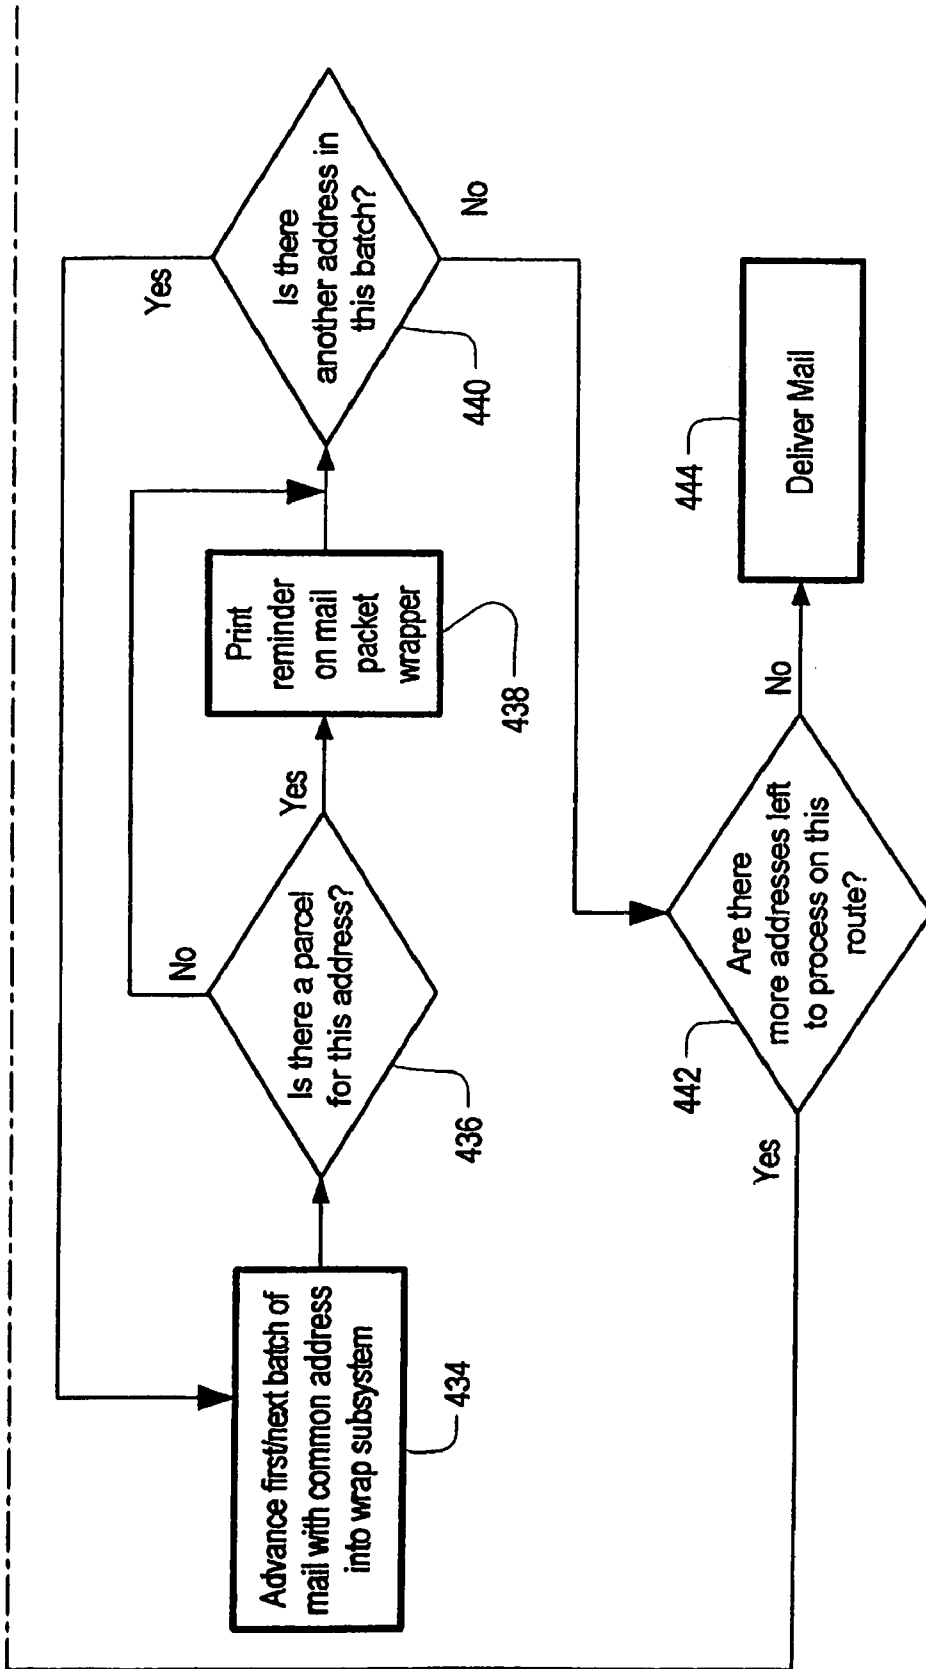 Advance first/next batch of
mail with common address
into wrap subsystem
434
Is there a parcel
for this address?
436
No
Yes
Print
reminder
on mail
packet
wrapper
438
Is there
another address in
this batch?
440
Yes
No
Are there
more addresses left
to process on this
route?
442
Yes
No
Deliver Mail
444